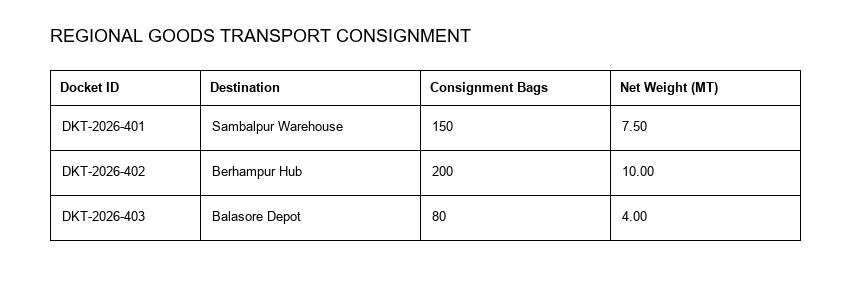 REGIONAL GOODS TRANSPORT CONSIGNMENT
Docket ID Destination Consignment Bags Net Weight (MT)
DKT-2026-401 Sambalpur Warehouse 150 7.50
DKT-2026-402 Berhampur Hub 200 10.00
DKT-2026-403 Balasore Depot 80 4.00